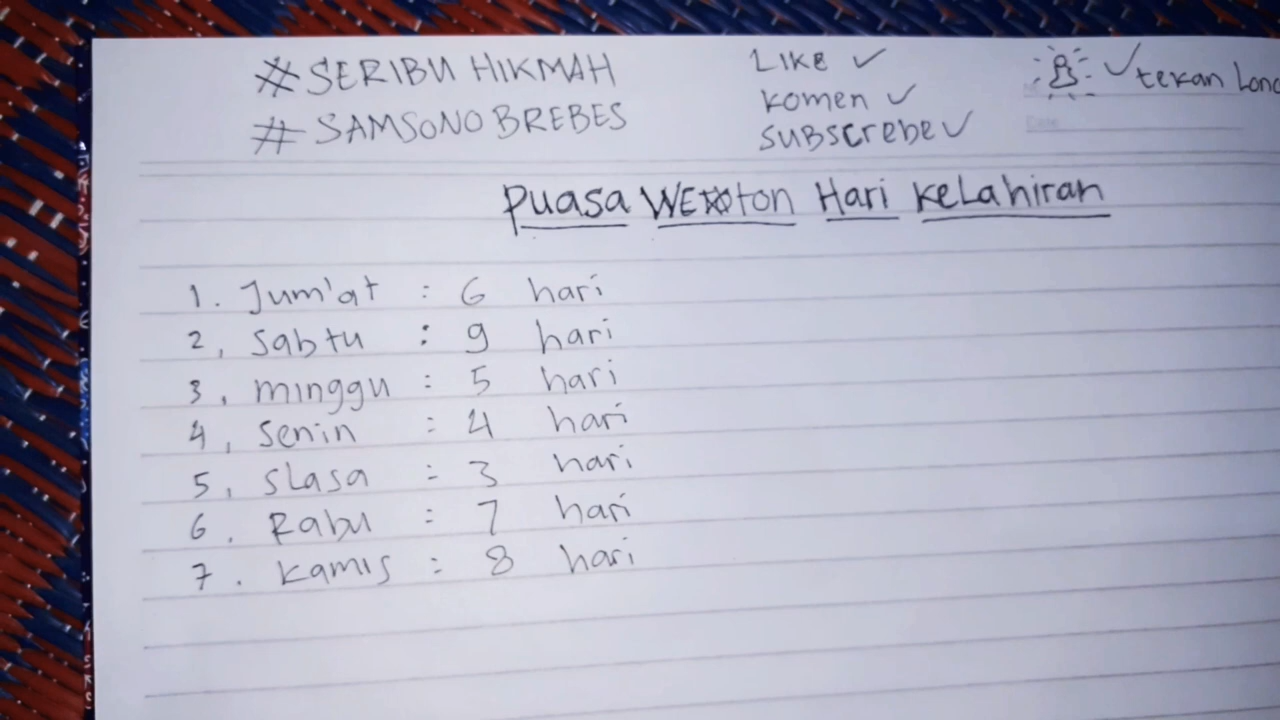 #SERIBU HIKMAH
#SAMSONO BREBES
Like ✓
komen ✓
subscrebe ✓
✓ tekan Lonc
Puasa WEton Hari Kelahiran
1. Jum'at : 6 hari
2, Sabtu : 9 hari
3, minggu : 5 hari
4, Senin : 4 hari
5, Slasa : 3 hari
6. Rabu : 7 hari
7. Kamis : 8 hari